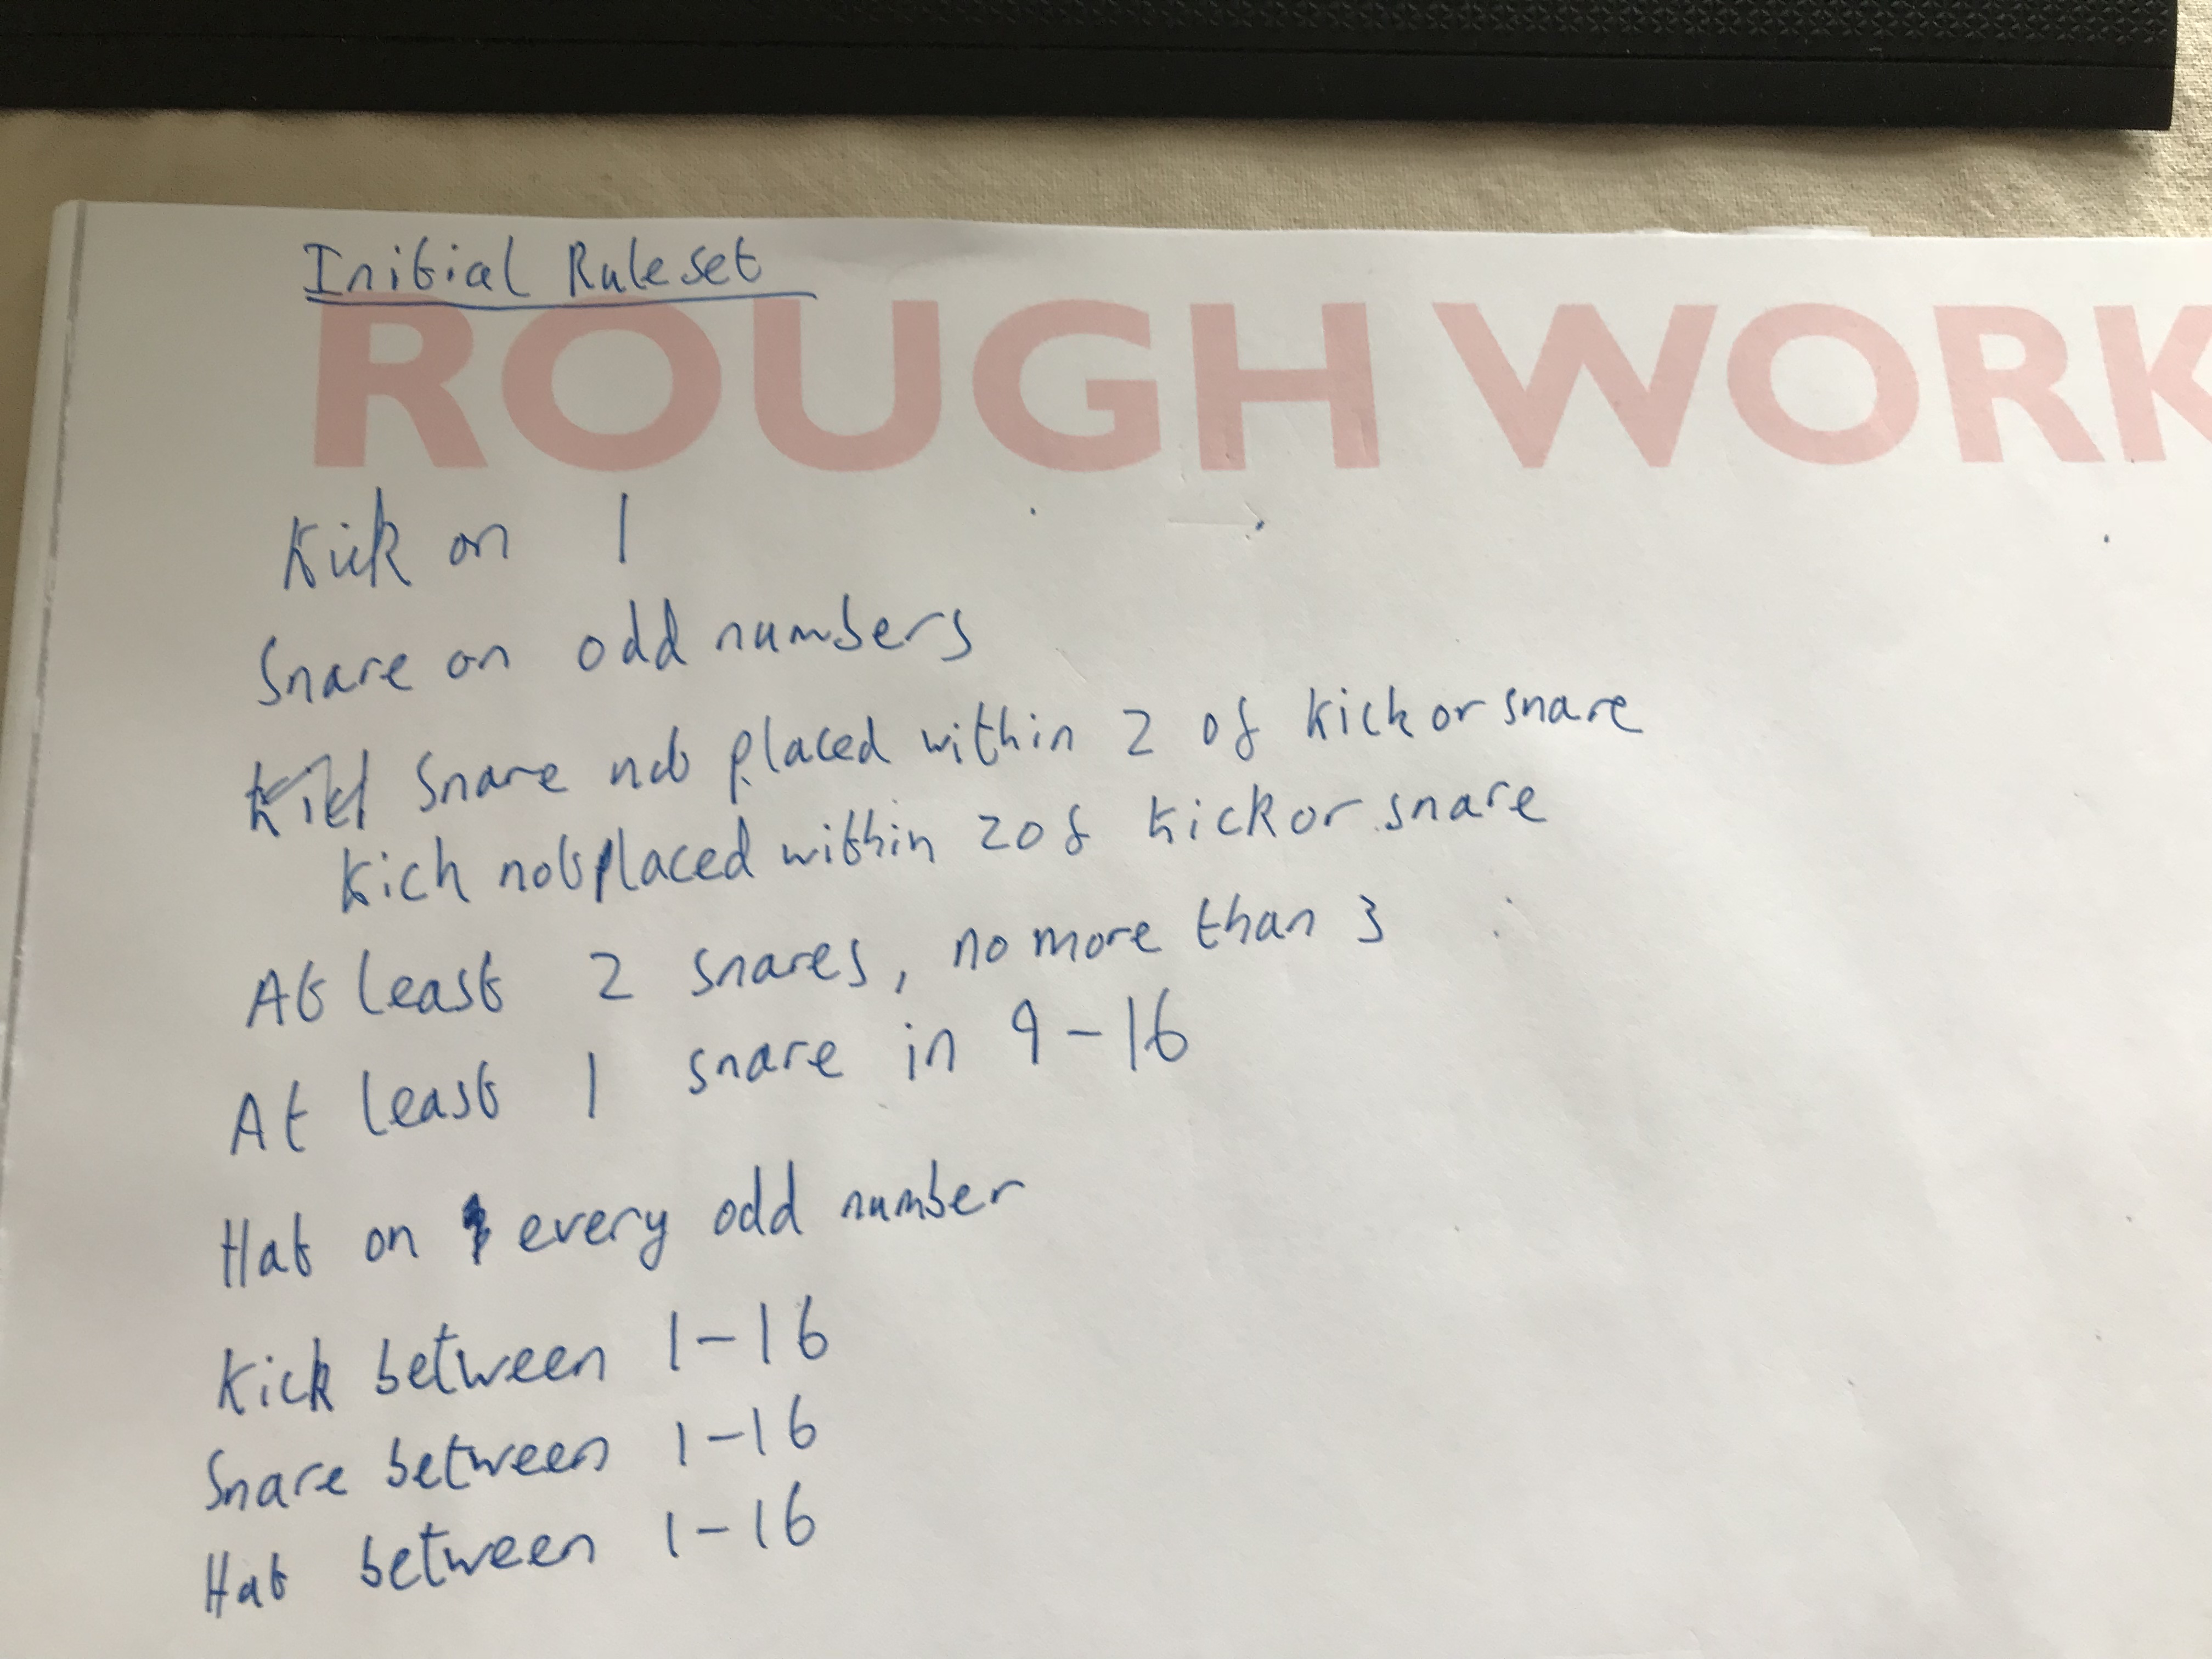 Initial Ruleset
ROUGH WORK
Kick on 1
Snare on odd numbers
Snare not placed within 2 of kick or snare
Kick not placed within 2 of kick or snare
At least 2 snares, no more than 3
At least 1 snare in 9-16
Hat on every odd number
Kick between 1-16
Snare between 1-16
Hat between 1-16